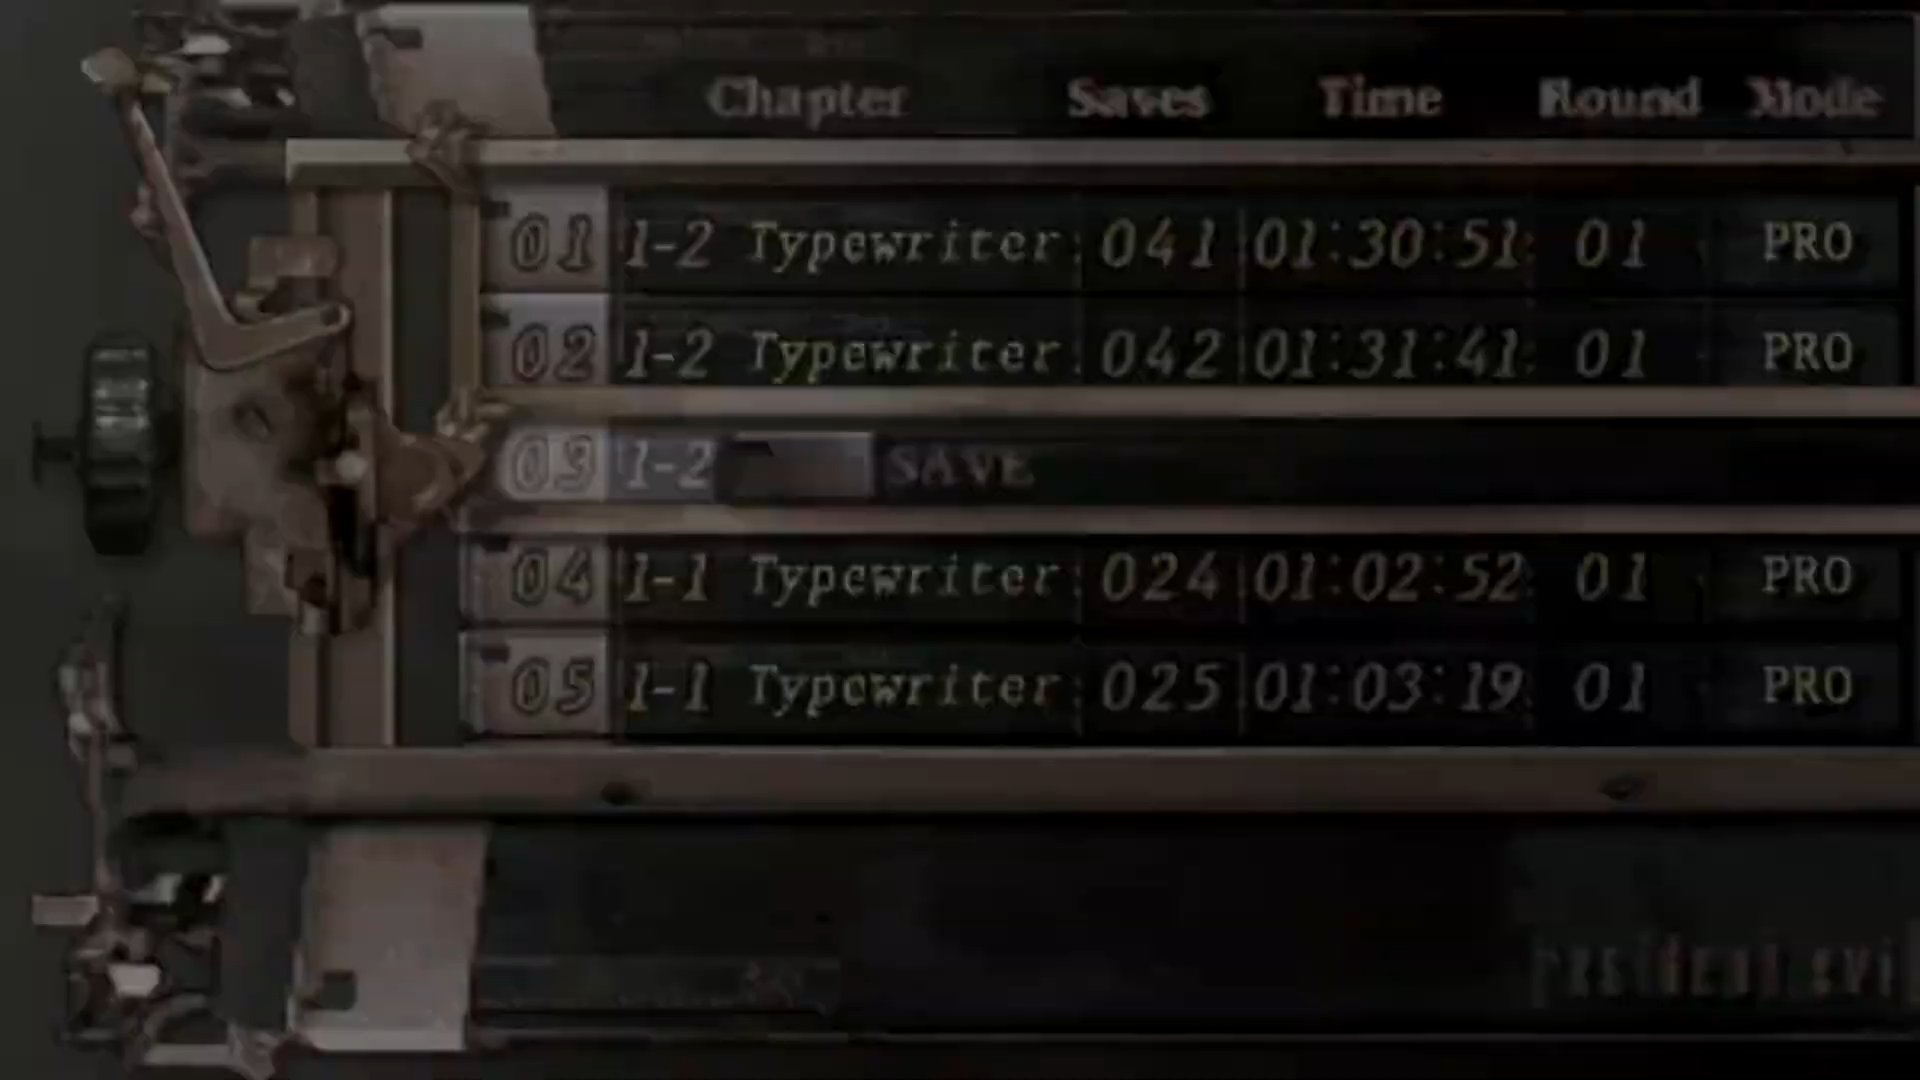 Chapter Saves Time Round Mode
01 1-2 Typewriter 041 01:30:51 01 PRO
02 1-2 Typewriter 042 01:31:41 01 PRO
03 1-2 SAVE
04 1-1 Typewriter 024 01:02:52 01 PRO
05 1-1 Typewriter 025 01:03:19 01 PRO
resident evil